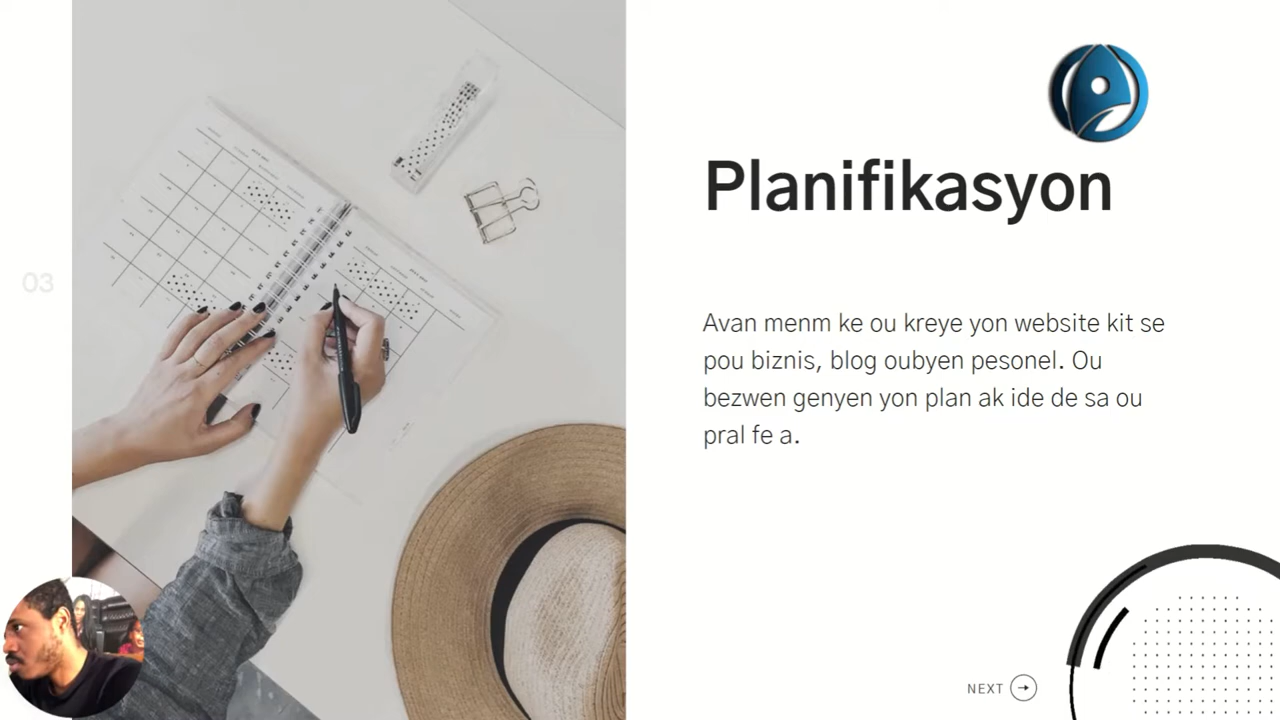 03
Planifikasyon
Avan menm ke ou kreye yon website kit se
pou biznis, blog oubyen pesonel. Ou
bezwen genyen yon plan ak ide de sa ou
pral fe a.
NEXT